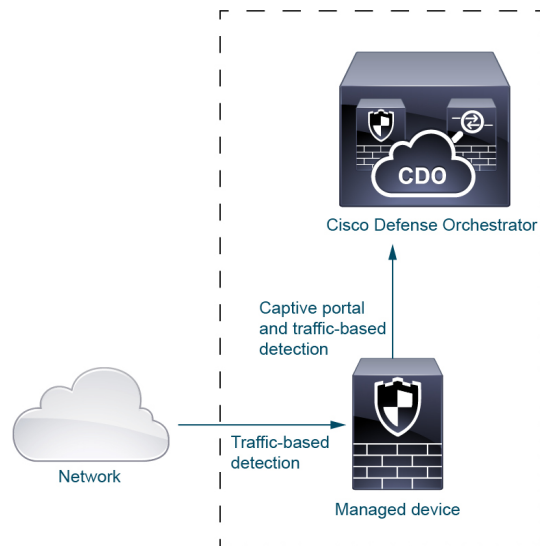 CDO
Cisco Defense Orchestrator
Captive portal
and traffic-based
detection
Traffic-based
detection
Network
Managed device